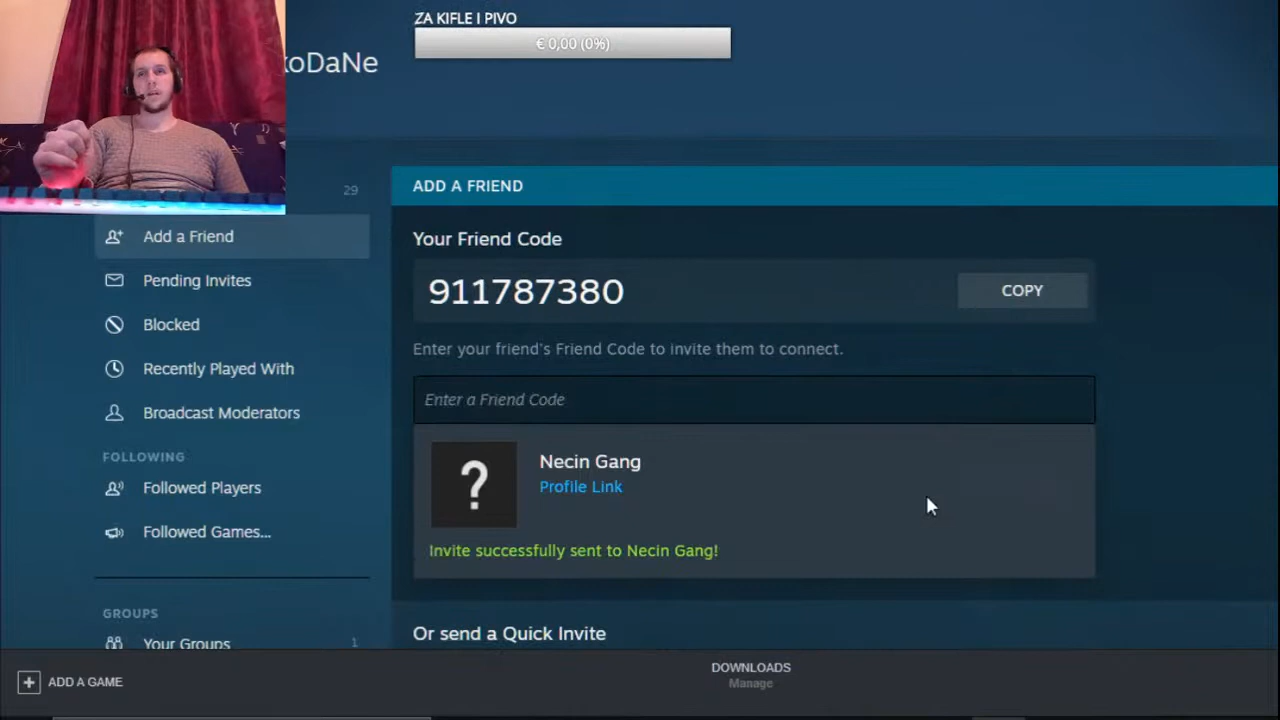 ZA KIFLE I PIVO
€ 0,00 (0%)
koDaNe
29
Add a Friend
Pending Invites
Blocked
Recently Played With
Broadcast Moderators
FOLLOWING
Followed Players
Followed Games...
GROUPS
Your Groups 1
ADD A FRIEND
Your Friend Code
911787380
COPY
Enter your friend's Friend Code to invite them to connect.
Enter a Friend Code
?
Necin Gang
Profile Link
Invite successfully sent to Necin Gang!
Or send a Quick Invite
+ ADD A GAME
DOWNLOADS
Manage